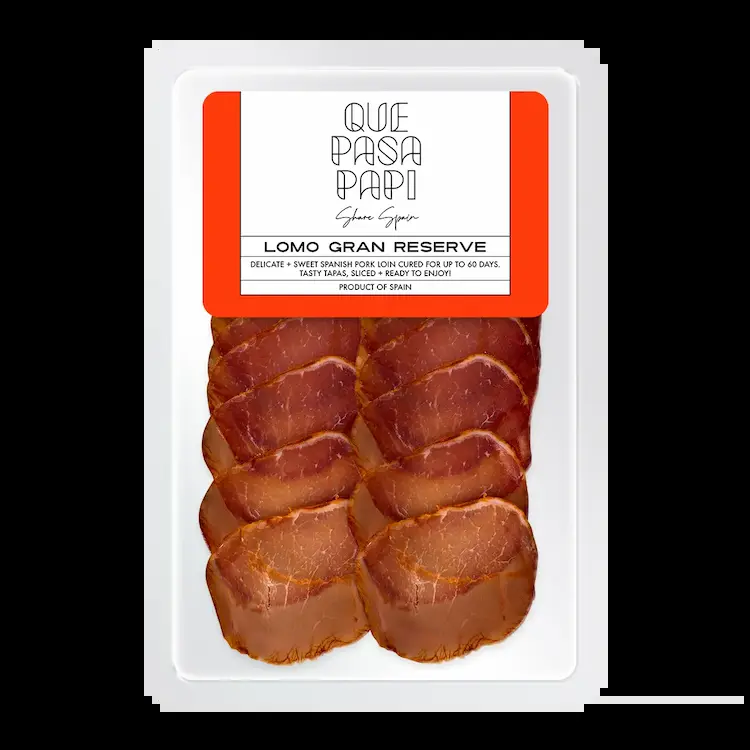 QUE
PASA
PAPI
Share Spain
LOMO GRAN RESERVE
DELICATE + SWEET SPANISH PORK LOIN CURED FOR UP TO 60 DAYS.
TASTY TAPAS, SLICED + READY TO ENJOY!
PRODUCT OF SPAIN